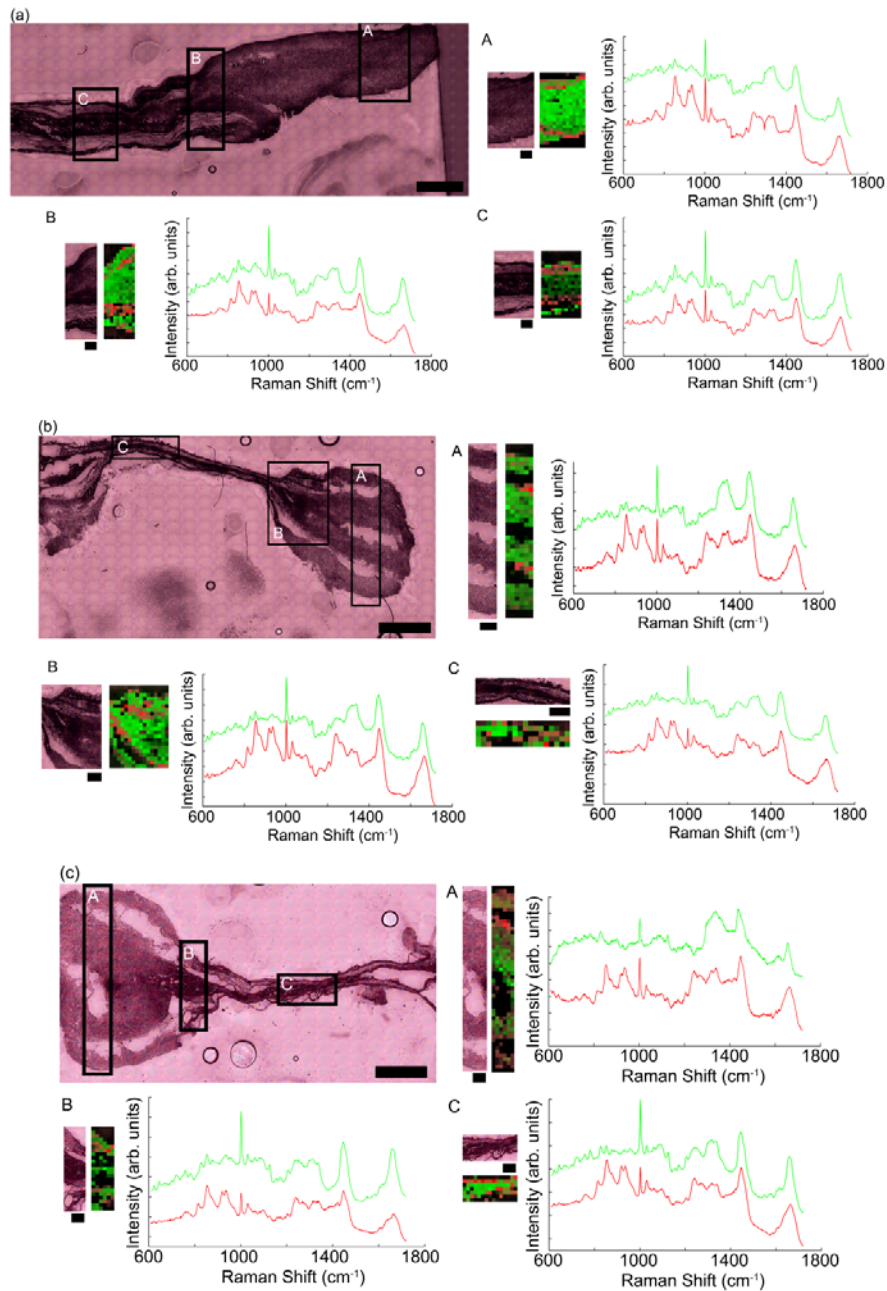 (a)
A
B
C
A
Intensity (arb. units)
600 1000 1400 1800
Raman Shift (cm-1)
B
Intensity (arb. units)
600 1000 1400 1800
Raman Shift (cm-1)
C
Intensity (arb. units)
600 1000 1400 1800
Raman Shift (cm-1)
(b)
C
A
B
A
Intensity (arb. units)
600 1000 1400 1800
Raman Shift (cm-1)
B
Intensity (arb. units)
600 1000 1400 1800
Raman Shift (cm-1)
C
Intensity (arb. units)
600 1000 1400 1800
Raman Shift (cm-1)
(c)
A
B
C
A
Intensity (arb. units)
600 1000 1400 1800
Raman Shift (cm-1)
B
Intensity (arb. units)
600 1000 1400 1800
Raman Shift (cm-1)
C
Intensity (arb. units)
600 1000 1400 1800
Raman Shift (cm-1)